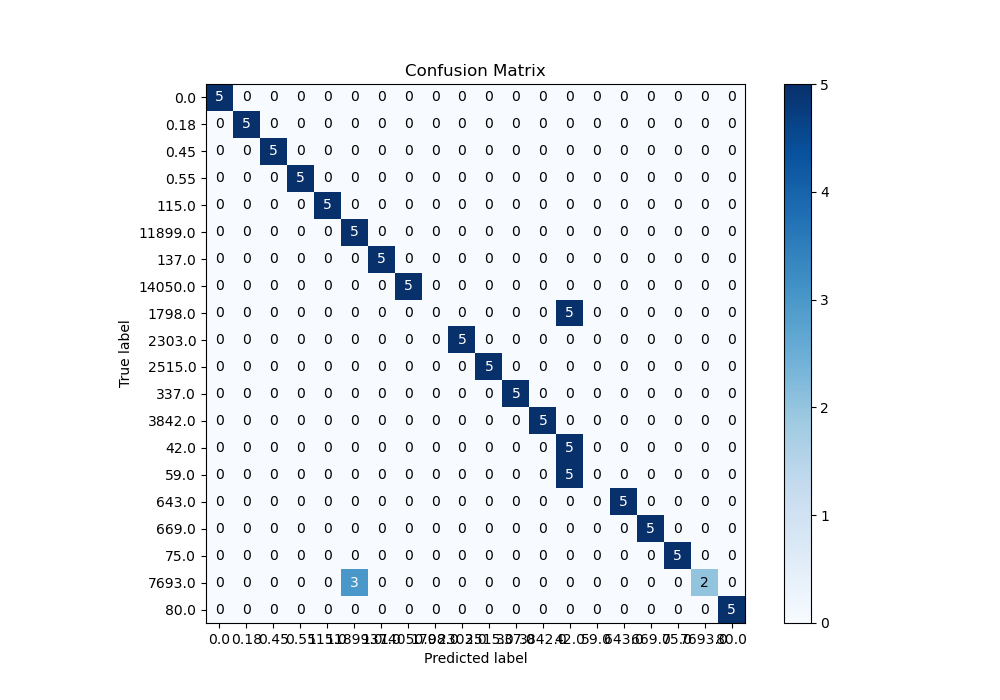 Confusion Matrix
0.0 5 0 0 0 0 0 0 0 0 0 0 0 0 0 0 0 0 0 0 0
0.18 0 5 0 0 0 0 0 0 0 0 0 0 0 0 0 0 0 0 0 0
0.45 0 0 5 0 0 0 0 0 0 0 0 0 0 0 0 0 0 0 0 0
0.55 0 0 0 5 0 0 0 0 0 0 0 0 0 0 0 0 0 0 0 0
115.0 0 0 0 0 5 0 0 0 0 0 0 0 0 0 0 0 0 0 0 0
11899.0 0 0 0 0 0 5 0 0 0 0 0 0 0 0 0 0 0 0 0 0
137.0 0 0 0 0 0 0 5 0 0 0 0 0 0 0 0 0 0 0 0 0
14050.0 0 0 0 0 0 0 0 5 0 0 0 0 0 0 0 0 0 0 0 0
1798.0 0 0 0 0 0 0 0 0 0 0 0 0 0 5 0 0 0 0 0 0
2303.0 0 0 0 0 0 0 0 0 0 5 0 0 0 0 0 0 0 0 0 0
2515.0 0 0 0 0 0 0 0 0 0 0 5 0 0 0 0 0 0 0 0 0
337.0 0 0 0 0 0 0 0 0 0 0 0 5 0 0 0 0 0 0 0 0
3842.0 0 0 0 0 0 0 0 0 0 0 0 0 5 0 0 0 0 0 0 0
42.0 0 0 0 0 0 0 0 0 0 0 0 0 0 5 0 0 0 0 0 0
59.0 0 0 0 0 0 0 0 0 0 0 0 0 0 5 0 0 0 0 0 0
643.0 0 0 0 0 0 0 0 0 0 0 0 0 0 0 0 5 0 0 0 0
669.0 0 0 0 0 0 0 0 0 0 0 0 0 0 0 0 0 5 0 0 0
75.0 0 0 0 0 0 0 0 0 0 0 0 0 0 0 0 0 0 5 0 0
7693.0 0 0 0 0 0 3 0 0 0 0 0 0 0 0 0 0 0 0 2 0
80.0 0 0 0 0 0 0 0 0 0 0 0 0 0 0 0 0 0 0 0 5
0.0 0.18 0.45 0.55 42.0 59.0 80.0
Predicted label
True label
5
4
3
2
1
0